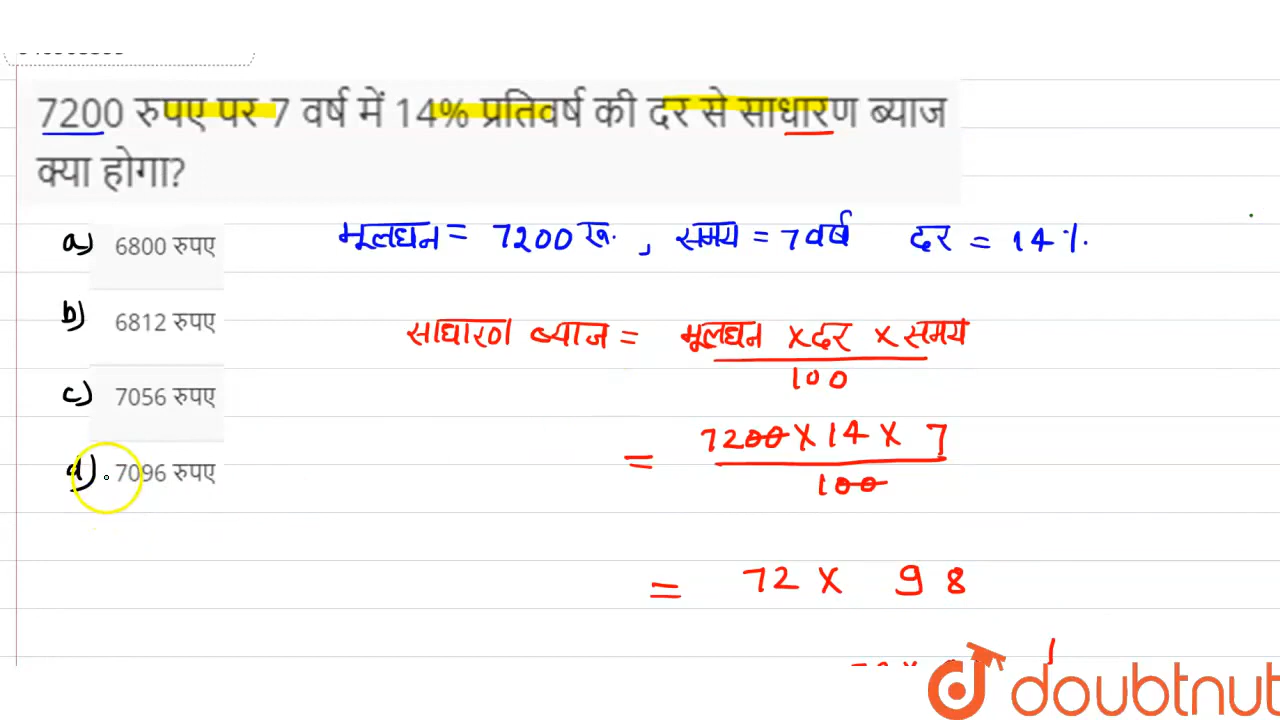 7200 रुपए पर 7 वर्ष में 14% प्रतिवर्ष की दर से साधारण ब्याज
क्या होगा?
a) 6800 रुपए
मूलधन = 7200 रू. , समय = 7 वर्ष दर = 14 %.
b) 6812 रुपए
साधारण ब्याज = मूलधन x दर x समय
100
c) 7056 रुपए
= 7200 x 14 x 7
100
d) 7096 रुपए
= 72 x 98
doubtnut